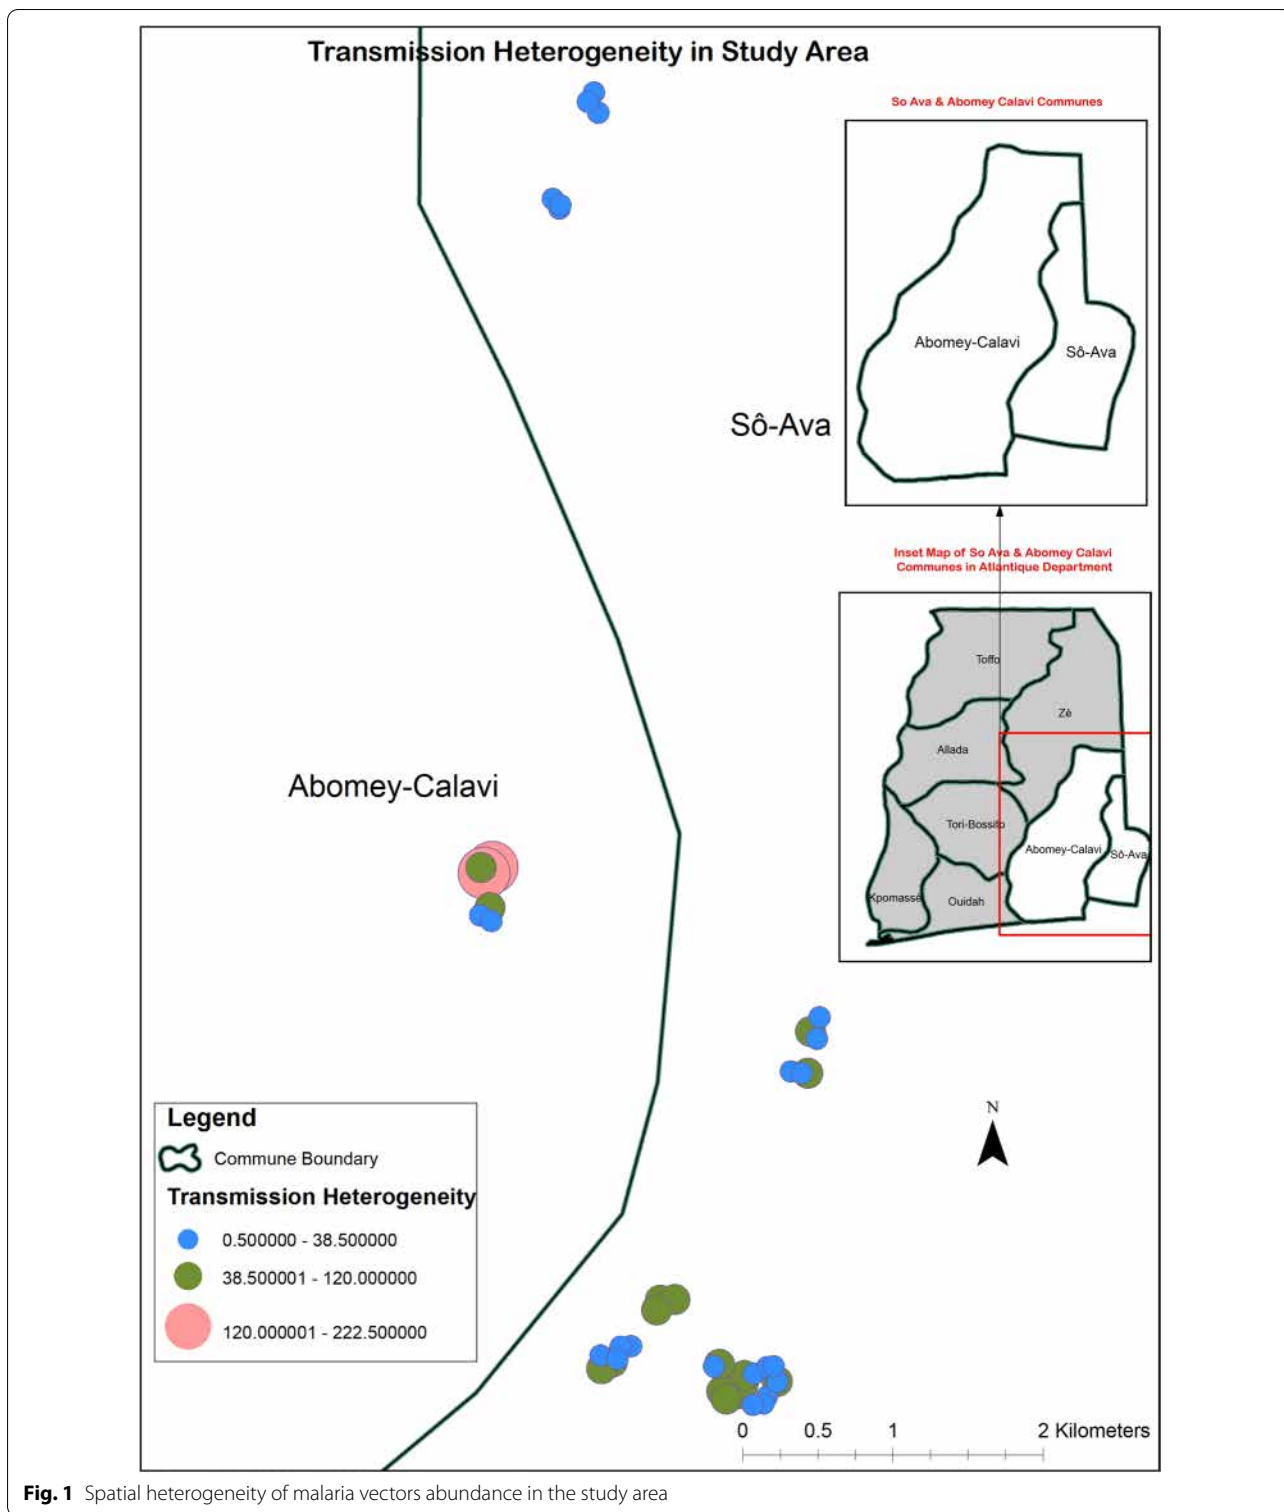 Transmission Heterogeneity in Study Area
So Ava & Abomey Calavi Communes
Abomey-Calavi
Sô-Ava
Sô-Ava
Inset Map of So Ava & Abomey Calavi
Communes in Atlantique Department
Toffo
Zè
Allada
Tori-Bossito
Abomey-Calavi
Sô-Ava
Kpomassè
Ouidah
Abomey-Calavi
N
Legend
Commune Boundary
Transmission Heterogeneity
0.500000 - 38.500000
38.500001 - 120.000000
120.000001 - 222.500000
0 0.5 1 2 Kilometers
Fig. 1 Spatial heterogeneity of malaria vectors abundance in the study area